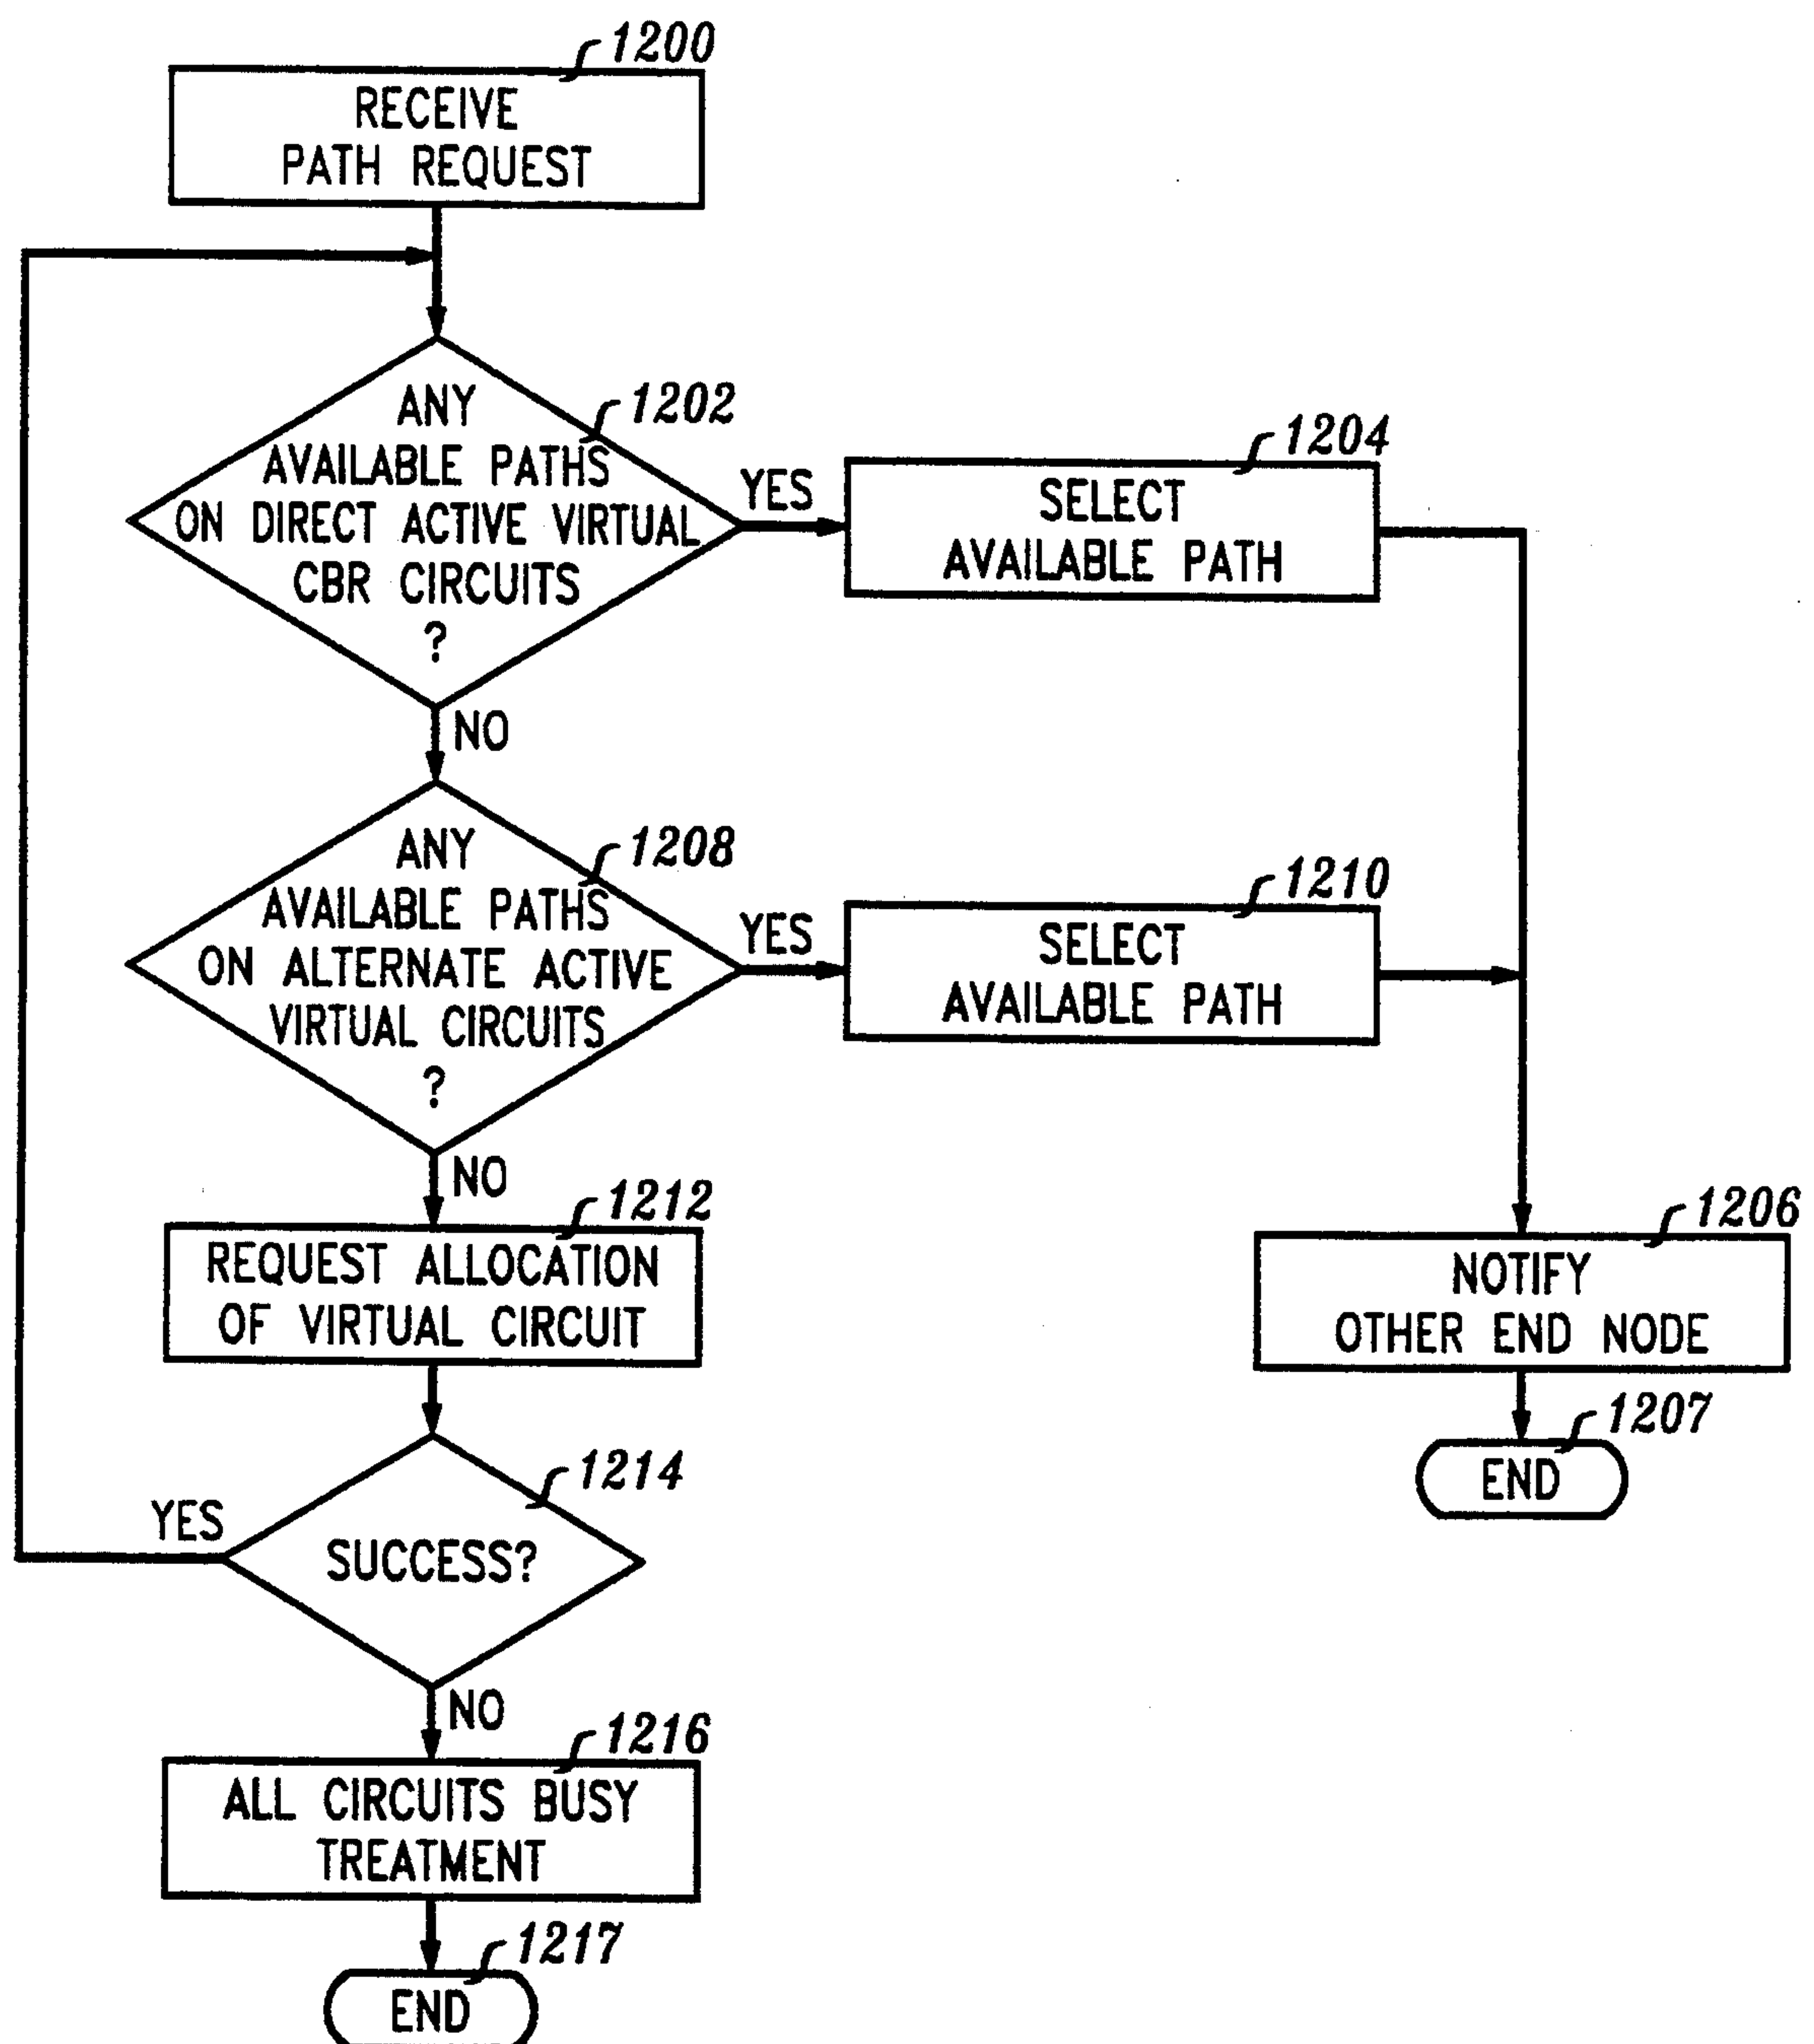 1200
RECEIVE
PATH REQUEST
ANY
1202
AVAILABLE PATHS
ON DIRECT ACTIVE VIRTUAL
CBR CIRCUITS
?
YES
1204
SELECT
AVAILABLE PATH
NO
ANY
1208
AVAILABLE PATHS
ON ALTERNATE ACTIVE
VIRTUAL CIRCUITS
?
YES
1210
SELECT
AVAILABLE PATH
NO
1212
REQUEST ALLOCATION
OF VIRTUAL CIRCUIT
1206
NOTIFY
OTHER END NODE
1207
END
1214
YES
SUCCESS?
NO
1216
ALL CIRCUITS BUSY
TREATMENT
1217
END